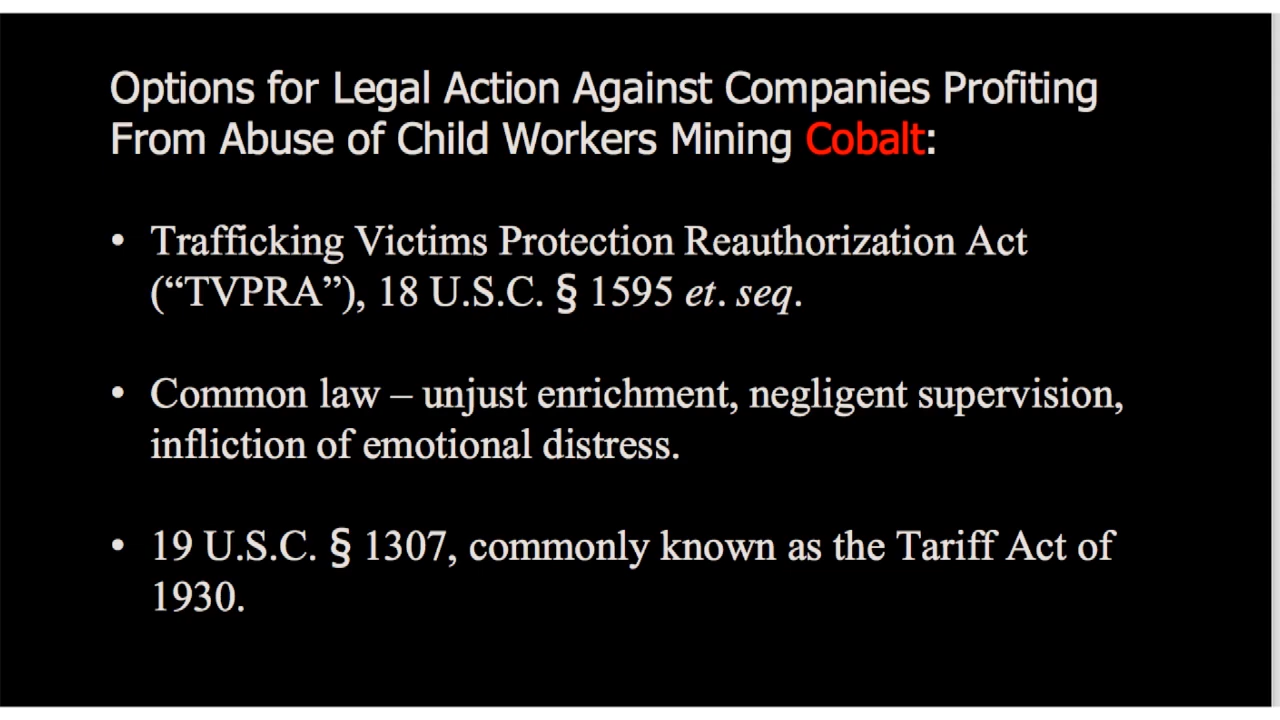 Options for Legal Action Against Companies Profiting
From Abuse of Child Workers Mining Cobalt:
• Trafficking Victims Protection Reauthorization Act
(“TVPRA”), 18 U.S.C. § 1595 et. seq.
• Common law – unjust enrichment, negligent supervision,
infliction of emotional distress.
• 19 U.S.C. § 1307, commonly known as the Tariff Act of
1930.